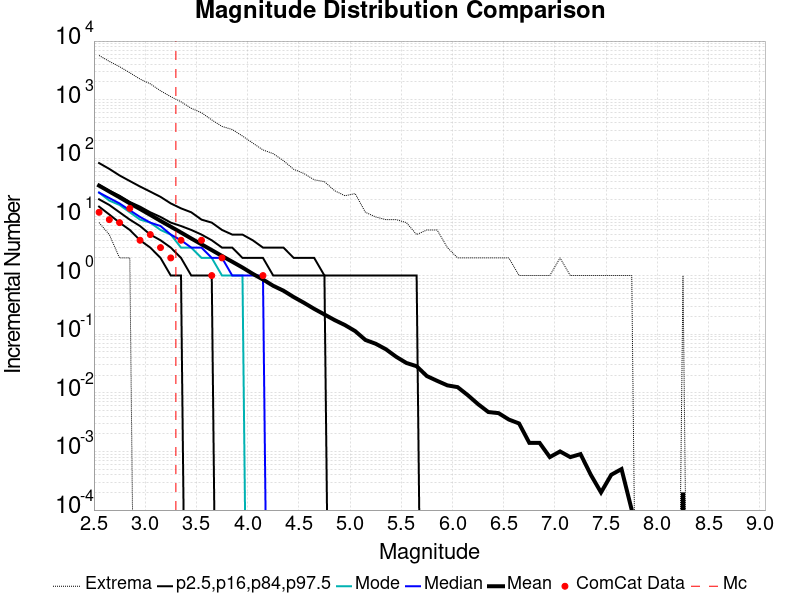 Magnitude Distribution Comparison
10^4
10^3
10^2
10^1
10^0
10^-1
10^-2
10^-3
10^-4
Incremental Number
2.5 3.0 3.5 4.0 4.5 5.0 5.5 6.0 6.5 7.0 7.5 8.0 8.5 9.0
Magnitude
Extrema p2.5,p16,p84,p97.5 Mode Median Mean ComCat Data Mc